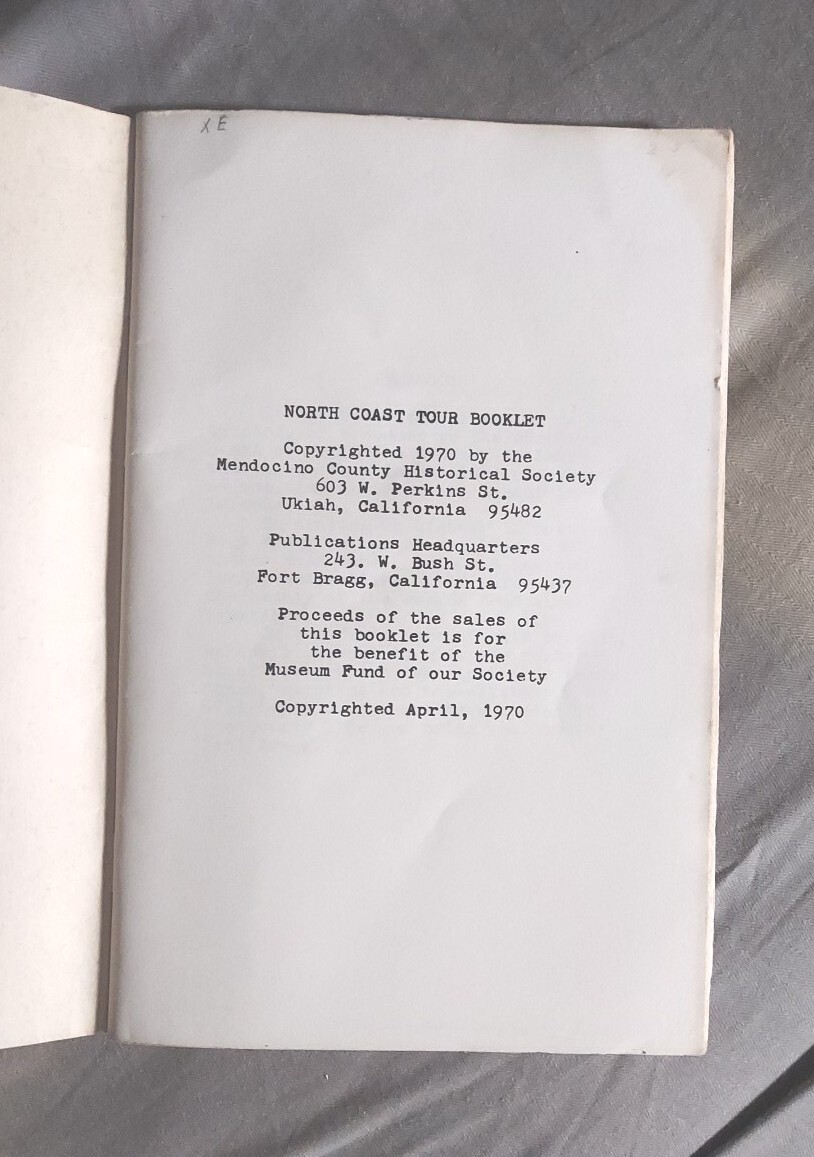 X E
NORTH COAST TOUR BOOKLET
Copyrighted 1970 by the
Mendocino County Historical Society
603 W. Perkins St.
Ukiah, California 95482
Publications Headquarters
243. W. Bush St.
Fort Bragg, California 95437
Proceeds of the sales of
this booklet is for
the benefit of the
Museum Fund of our Society
Copyrighted April, 1970